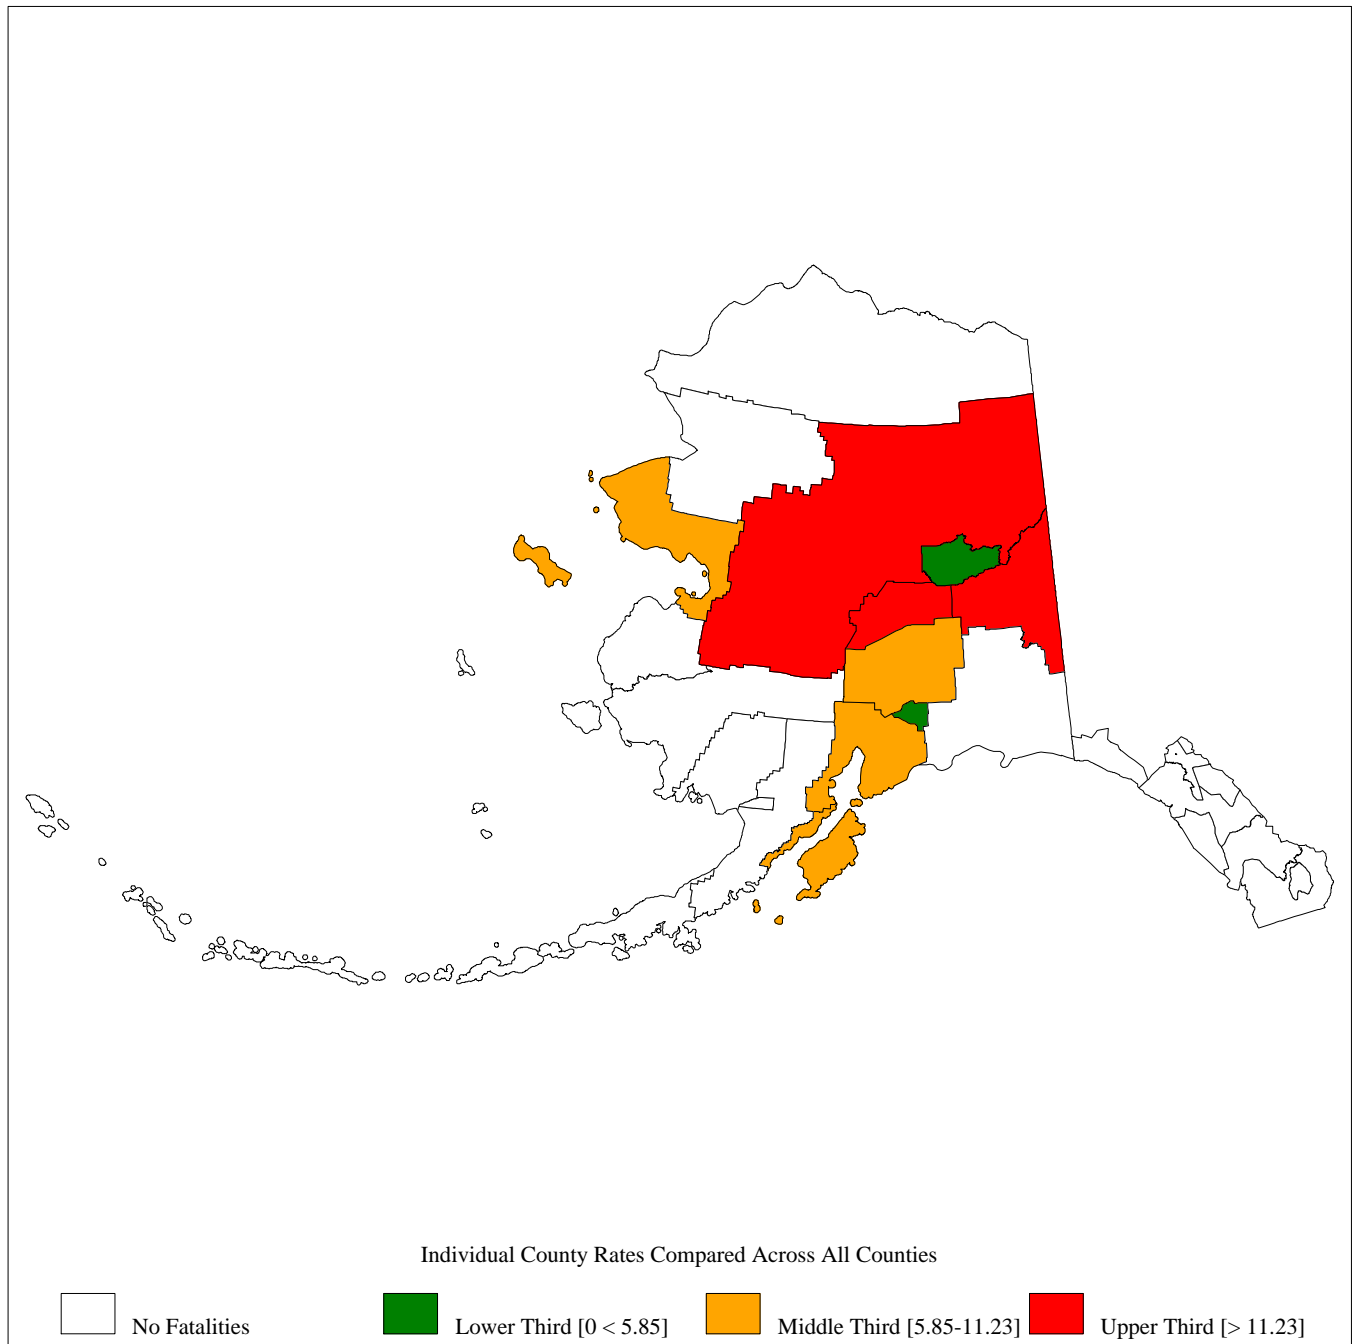 Individual County Rates Compared Across All Counties
No Fatalities
Lower Third [0 < 5.85]
Middle Third [5.85-11.23]
Upper Third [> 11.23]